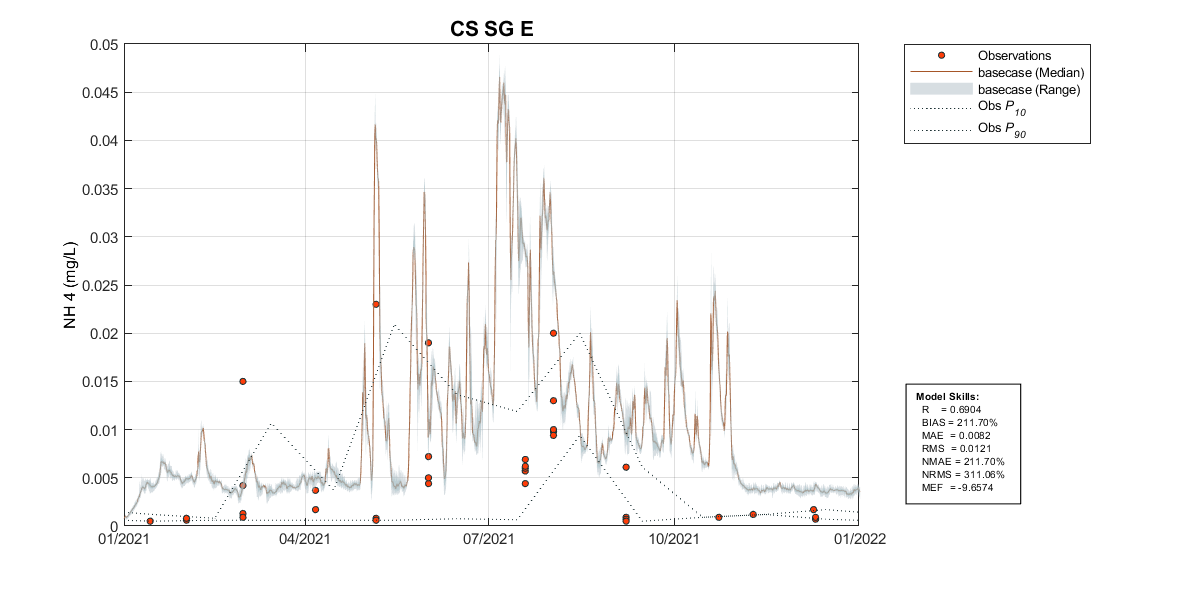 CS SG E
0.05
0.045
0.04
0.035
0.03
0.025
0.02
0.015
0.01
0.005
0
NH 4 (mg/L)
01/2021
04/2021
07/2021
10/2021
01/2022
Observations
basecase (Median)
basecase (Range)
Obs P10
Obs P90
Model Skills:
R = 0.6904
BIAS = 211.70%
MAE = 0.0082
RMS = 0.0121
NMAE = 211.70%
NRMS = 311.06%
MEF = -9.6574